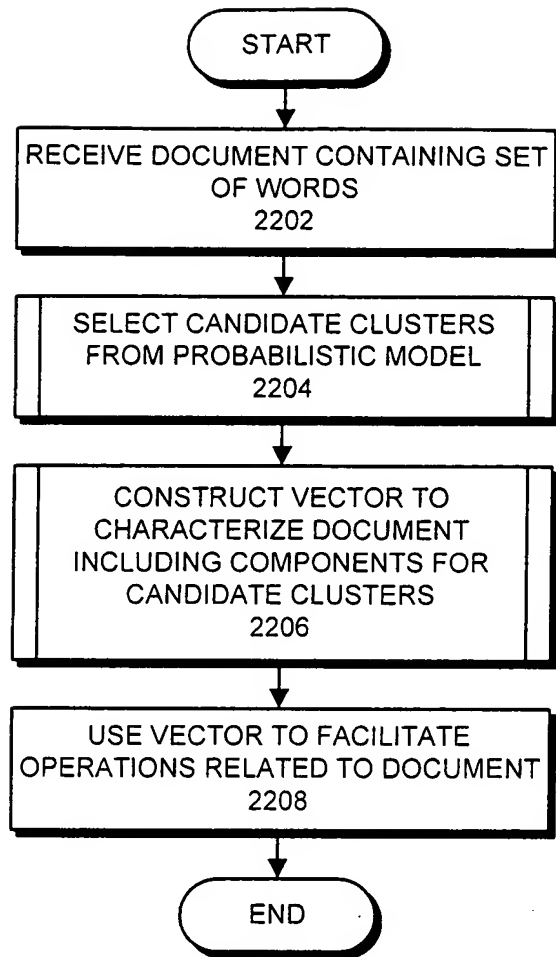 START
RECEIVE DOCUMENT CONTAINING SET
OF WORDS
2202
SELECT CANDIDATE CLUSTERS
FROM PROBABILISTIC MODEL
2204
CONSTRUCT VECTOR TO
CHARACTERIZE DOCUMENT
INCLUDING COMPONENTS FOR
CANDIDATE CLUSTERS
2206
USE VECTOR TO FACILITATE
OPERATIONS RELATED TO DOCUMENT
2208
END